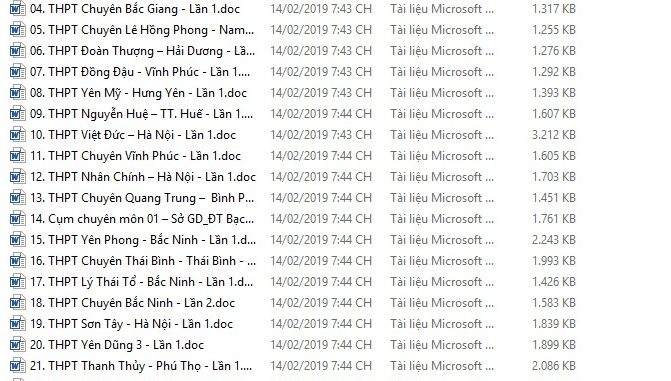 04. THPT Chuyên Bắc Giang - Lần 1.doc 14/02/2019 7:43 CH Tài liệu Microsoft ... 1.317 KB
05. THPT Chuyên Lê Hồng Phong - Nam... 14/02/2019 7:43 CH Tài liệu Microsoft ... 1.255 KB
06. THPT Đoàn Thượng – Hải Dương - Lần... 14/02/2019 7:43 CH Tài liệu Microsoft ... 1.276 KB
07. THPT Đồng Đậu - Vĩnh Phúc - Lần 1.... 14/02/2019 7:43 CH Tài liệu Microsoft ... 1.292 KB
08. THPT Yên Mỹ - Hưng Yên - Lần 1.doc 14/02/2019 7:43 CH Tài liệu Microsoft ... 1.393 KB
09. THPT Nguyễn Huệ – TT. Huế - Lần 1.... 14/02/2019 7:44 CH Tài liệu Microsoft ... 1.607 KB
10. THPT Việt Đức – Hà Nội - Lần 1.doc 14/02/2019 7:43 CH Tài liệu Microsoft ... 3.212 KB
11. THPT Chuyên Vĩnh Phúc - Lần 1.doc 14/02/2019 7:44 CH Tài liệu Microsoft ... 1.605 KB
12. THPT Nhân Chính – Hà Nội - Lần 1.doc 14/02/2019 7:44 CH Tài liệu Microsoft ... 1.703 KB
13. THPT Chuyên Quang Trung – Bình P... 14/02/2019 7:44 CH Tài liệu Microsoft ... 1.451 KB
14. Cụm chuyên môn 01 – Sở GD_ĐT Bạc... 14/02/2019 7:44 CH Tài liệu Microsoft ... 1.761 KB
15. THPT Yên Phong - Bắc Ninh - Lần 1.d... 14/02/2019 7:44 CH Tài liệu Microsoft ... 2.243 KB
16. THPT Chuyên Thái Bình - Thái Bình - ... 14/02/2019 7:44 CH Tài liệu Microsoft ... 1.993 KB
17. THPT Lý Thái Tổ - Bắc Ninh - Lần 1.d... 14/02/2019 7:44 CH Tài liệu Microsoft ... 1.426 KB
18. THPT Chuyên Bắc Ninh - Lần 2.doc 14/02/2019 7:44 CH Tài liệu Microsoft ... 1.583 KB
19. THPT Sơn Tây - Hà Nội - Lần 1.doc 14/02/2019 7:44 CH Tài liệu Microsoft ... 1.839 KB
20. THPT Yên Dũng 3 - Lần 1.doc 14/02/2019 7:44 CH Tài liệu Microsoft ... 1.899 KB
21. THPT Thanh Thủy - Phú Thọ - Lần 1.... 14/02/2019 7:44 CH Tài liệu Microsoft ... 2.086 KB